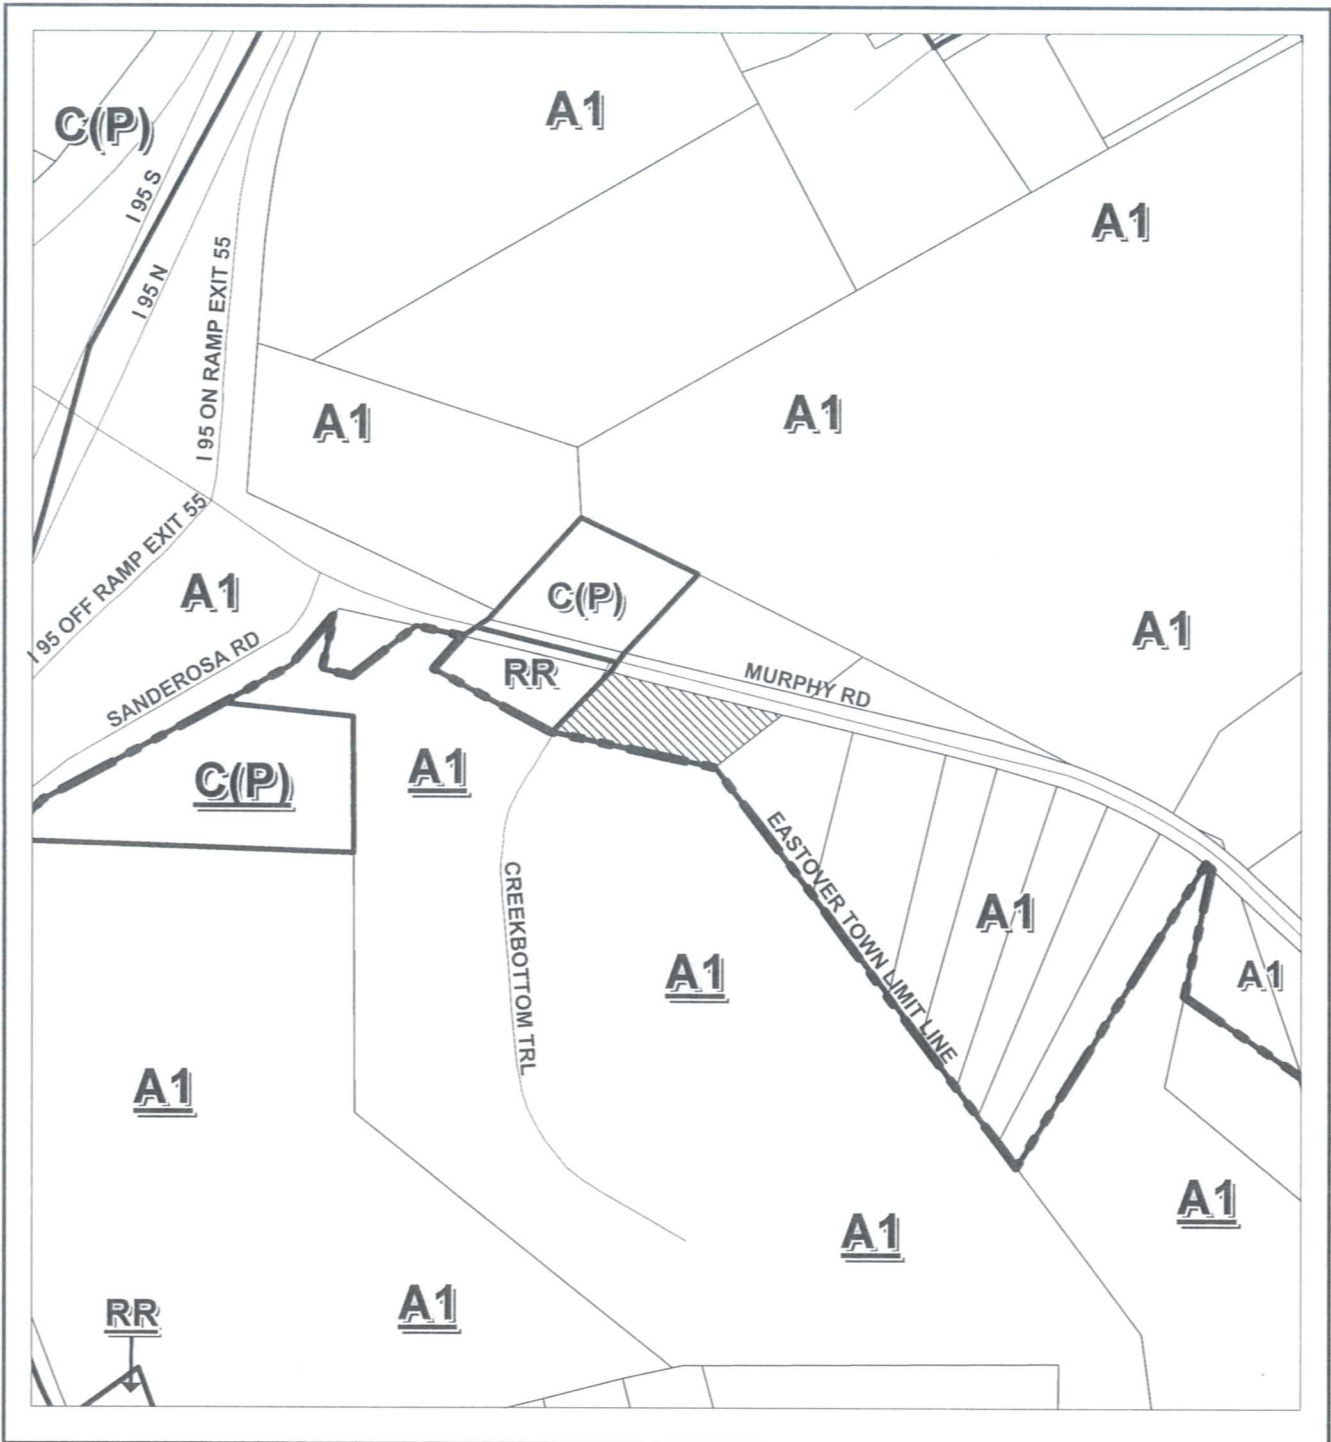 A1
C(P)
I 95 S
A1
I 95 N
I 95 ON RAMP EXIT 55
A1
A1
I 95 OFF RAMP EXIT 55
A1
C(P)
A1
SANDEROSA RD
RR
MURPHY RD
C(P)
A1
EASTOVER TOWN LIMIT LINE
CREEKBOTTOM TRL
A1
A1
A1
A1
A1
A1
A1
RR